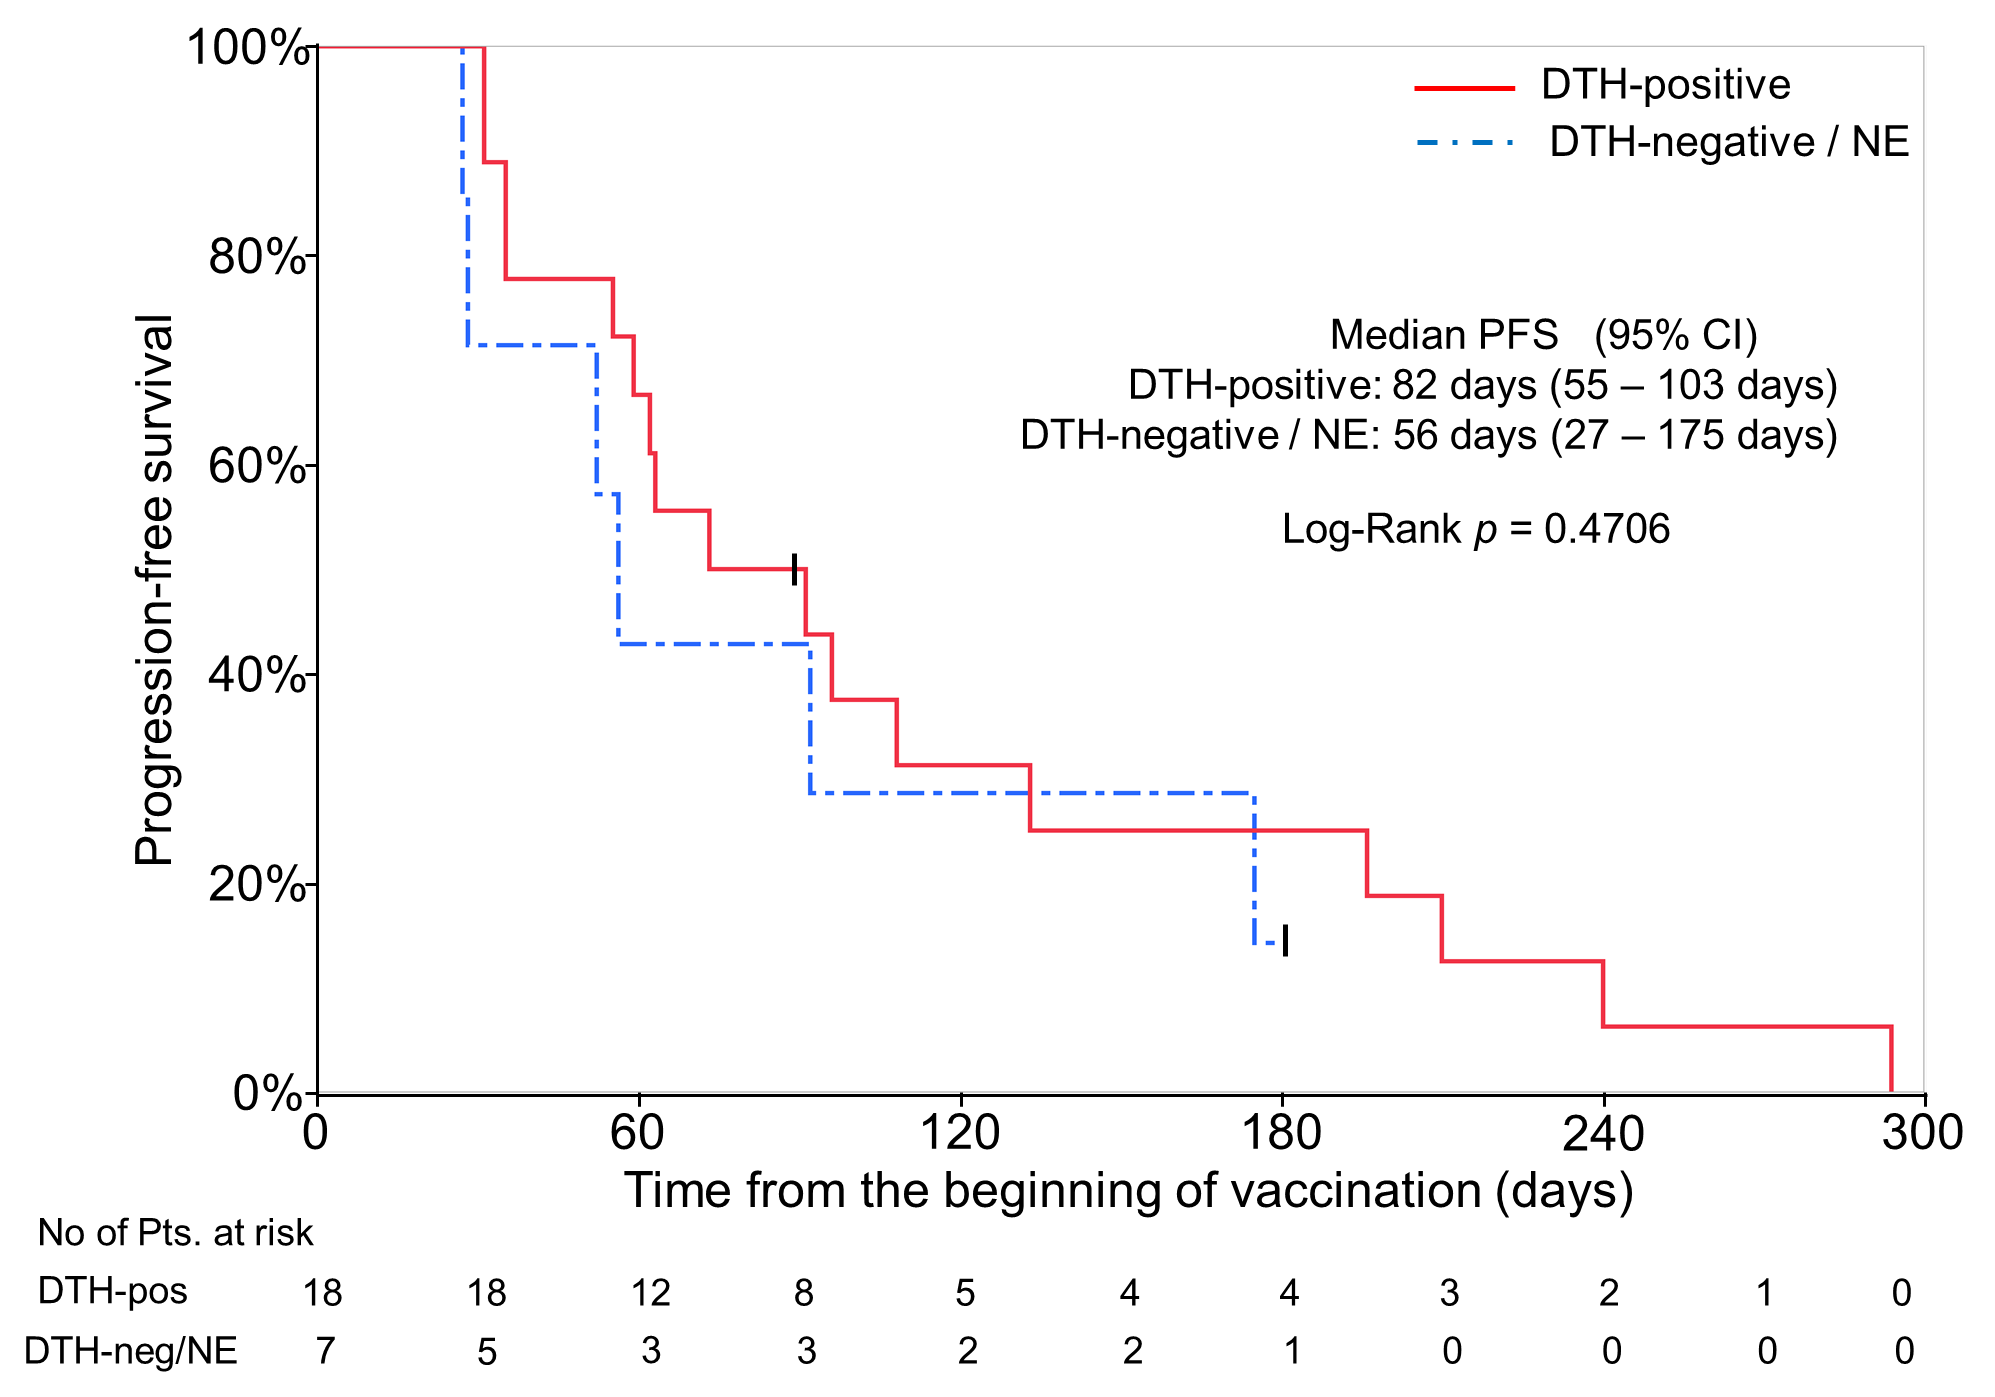 100%
80%
60%
40%
20%
0%
Progression-free survival
DTH-positive
DTH-negative / NE
Median PFS (95% CI)
DTH-positive: 82 days (55 – 103 days)
DTH-negative / NE: 56 days (27 – 175 days)
Log-Rank p = 0.4706
0 60 120 180 240 300
Time from the beginning of vaccination (days)
No of Pts. at risk
DTH-pos 18 18 12 8 5 4 4 3 2 1 0
DTH-neg/NE 7 5 3 3 2 2 1 0 0 0 0